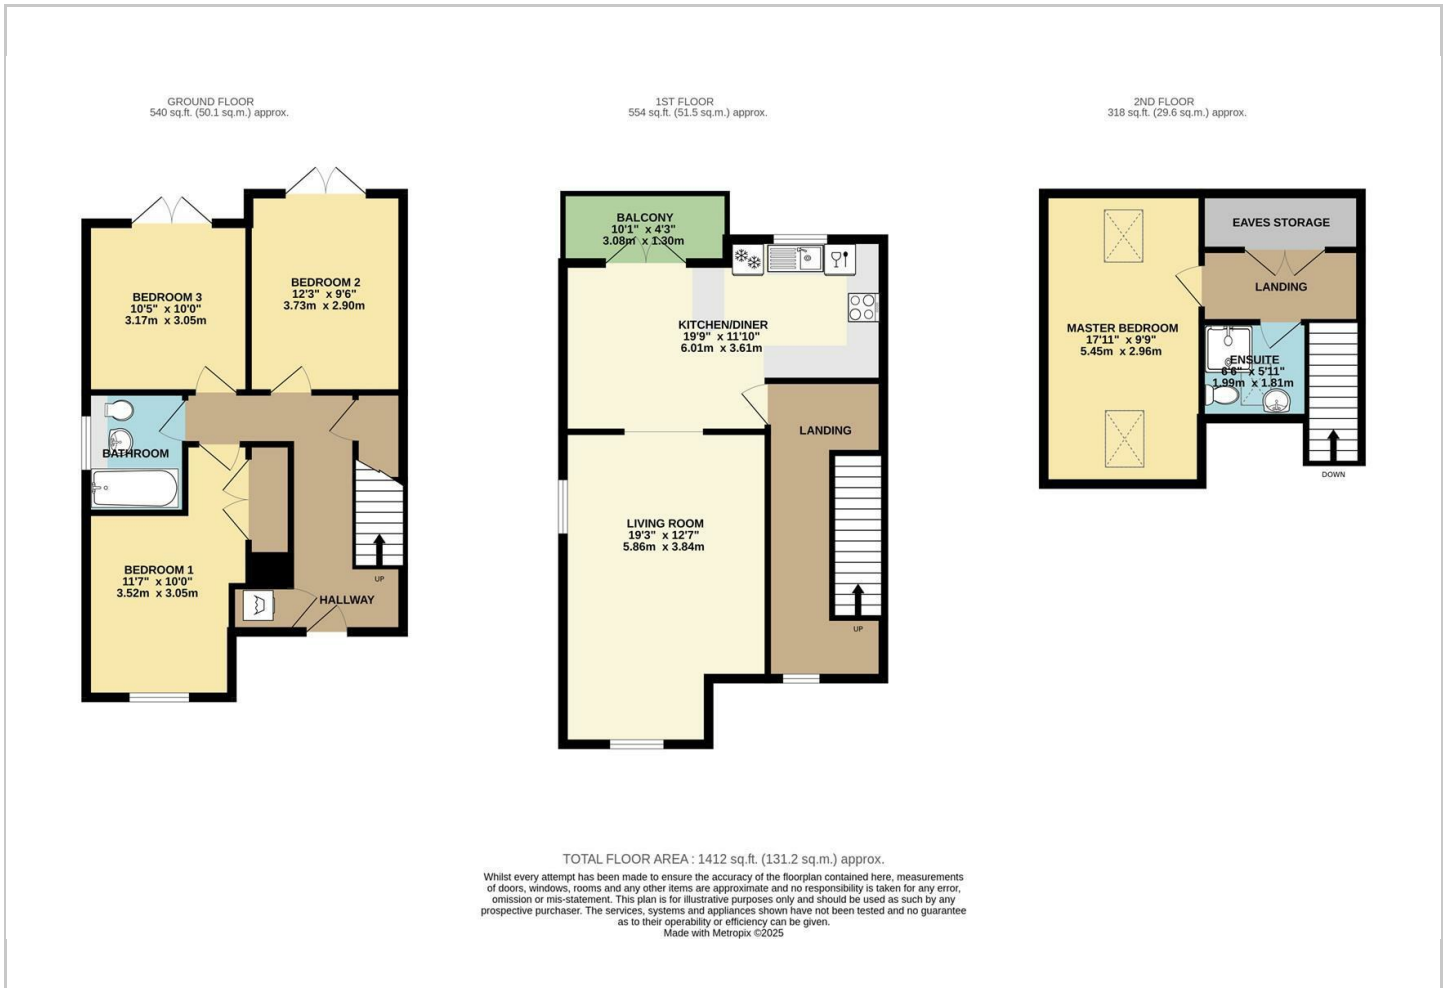 GROUND FLOOR
540 sq.ft. (50.1 sq.m.) approx.
BEDROOM 3
10'5" x 10'0"
3.17m x 3.05m
BEDROOM 2
12'3" x 9'6"
3.73m x 2.90m
BATHROOM
BEDROOM 1
11'7" x 10'0"
3.52m x 3.05m
UP
HALLWAY
1ST FLOOR
554 sq.ft. (51.5 sq.m.) approx.
BALCONY
10'1" x 4'3"
3.08m x 1.30m
KITCHEN/DINER
19'9" x 11'10"
6.01m x 3.61m
LANDING
LIVING ROOM
19'3" x 12'7"
5.86m x 3.84m
UP
2ND FLOOR
318 sq.ft. (29.6 sq.m.) approx.
EAVES STORAGE
LANDING
MASTER BEDROOM
17'11" x 9'9"
5.45m x 2.96m
ENSUITE
6'6" x 5'11"
1.99m x 1.81m
DOWN
TOTAL FLOOR AREA : 1412 sq.ft. (131.2 sq.m.) approx.
Whilst every attempt has been made to ensure the accuracy of the floorplan contained here, measurements
of doors, windows, rooms and any other items are approximate and no responsibility is taken for any error,
omission or mis-statement. This plan is for illustrative purposes only and should be used as such by any
prospective purchaser. The services, systems and appliances shown have not been tested and no guarantee
as to their operability or efficiency can be given.
Made with Metropix ©2025